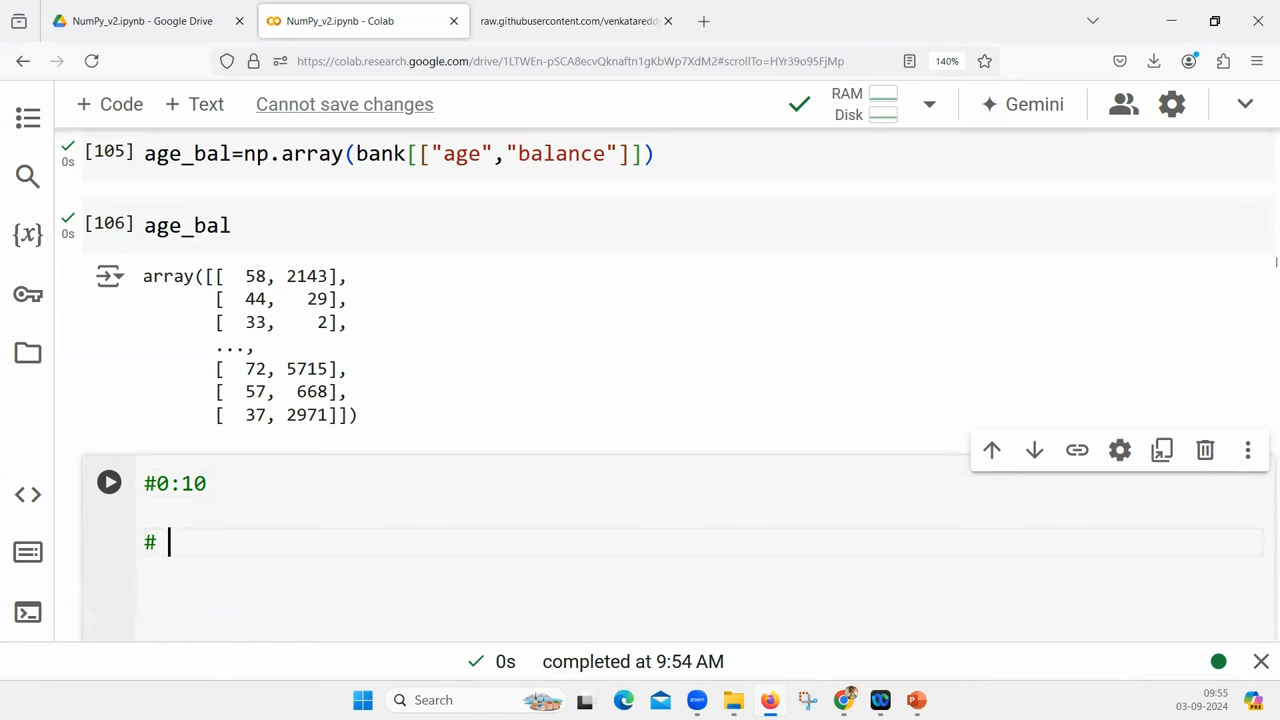 NumPy_v2.ipynb - Google Drive
NumPy_v2.ipynb - Colab
raw.githubusercontent.com/venkatareddy
https://colab.research.google.com/drive/1LTWEn-pSCA8ecvQknaftn1gKbWp7XdM2#scrollTo=HYr39o95FJMp
140%
+ Code
+ Text
Cannot save changes
RAM
Disk
Gemini
[105] age_bal=np.array(bank[["age","balance"]])
0s
[106] age_bal
0s
array([[ 58, 2143],
[ 44, 29],
[ 33, 2],
...,
[ 72, 5715],
[ 57, 668],
[ 37, 2971]])
#0:10
#
{x}
0s completed at 9:54 AM
Search
09:55
03-09-2024